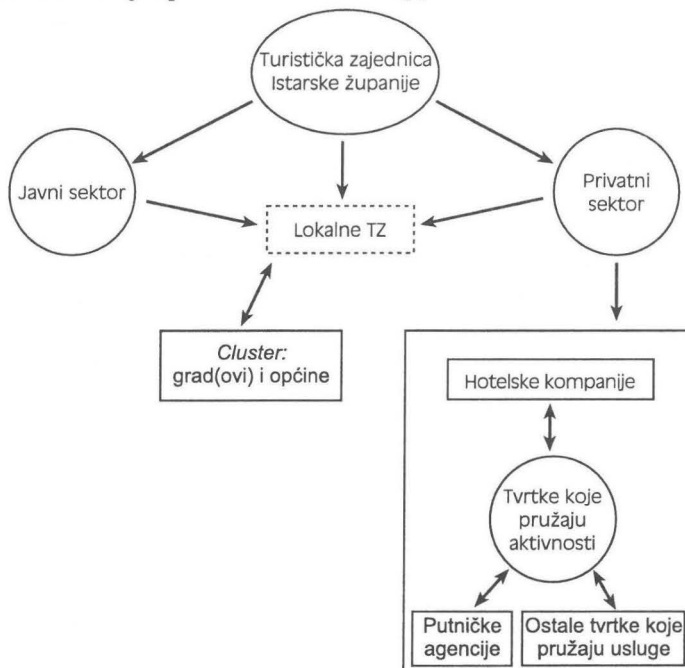 Turistička zajednica
Istarske županije
Javni sektor
Privatni
sektor
Lokalne TZ
Cluster:
grad(ovi) i općine
Hotelske kompanije
Tvrtke koje
pružaju
aktivnosti
Putničke
agencije
Ostale tvrtke koje
pružaju usluge